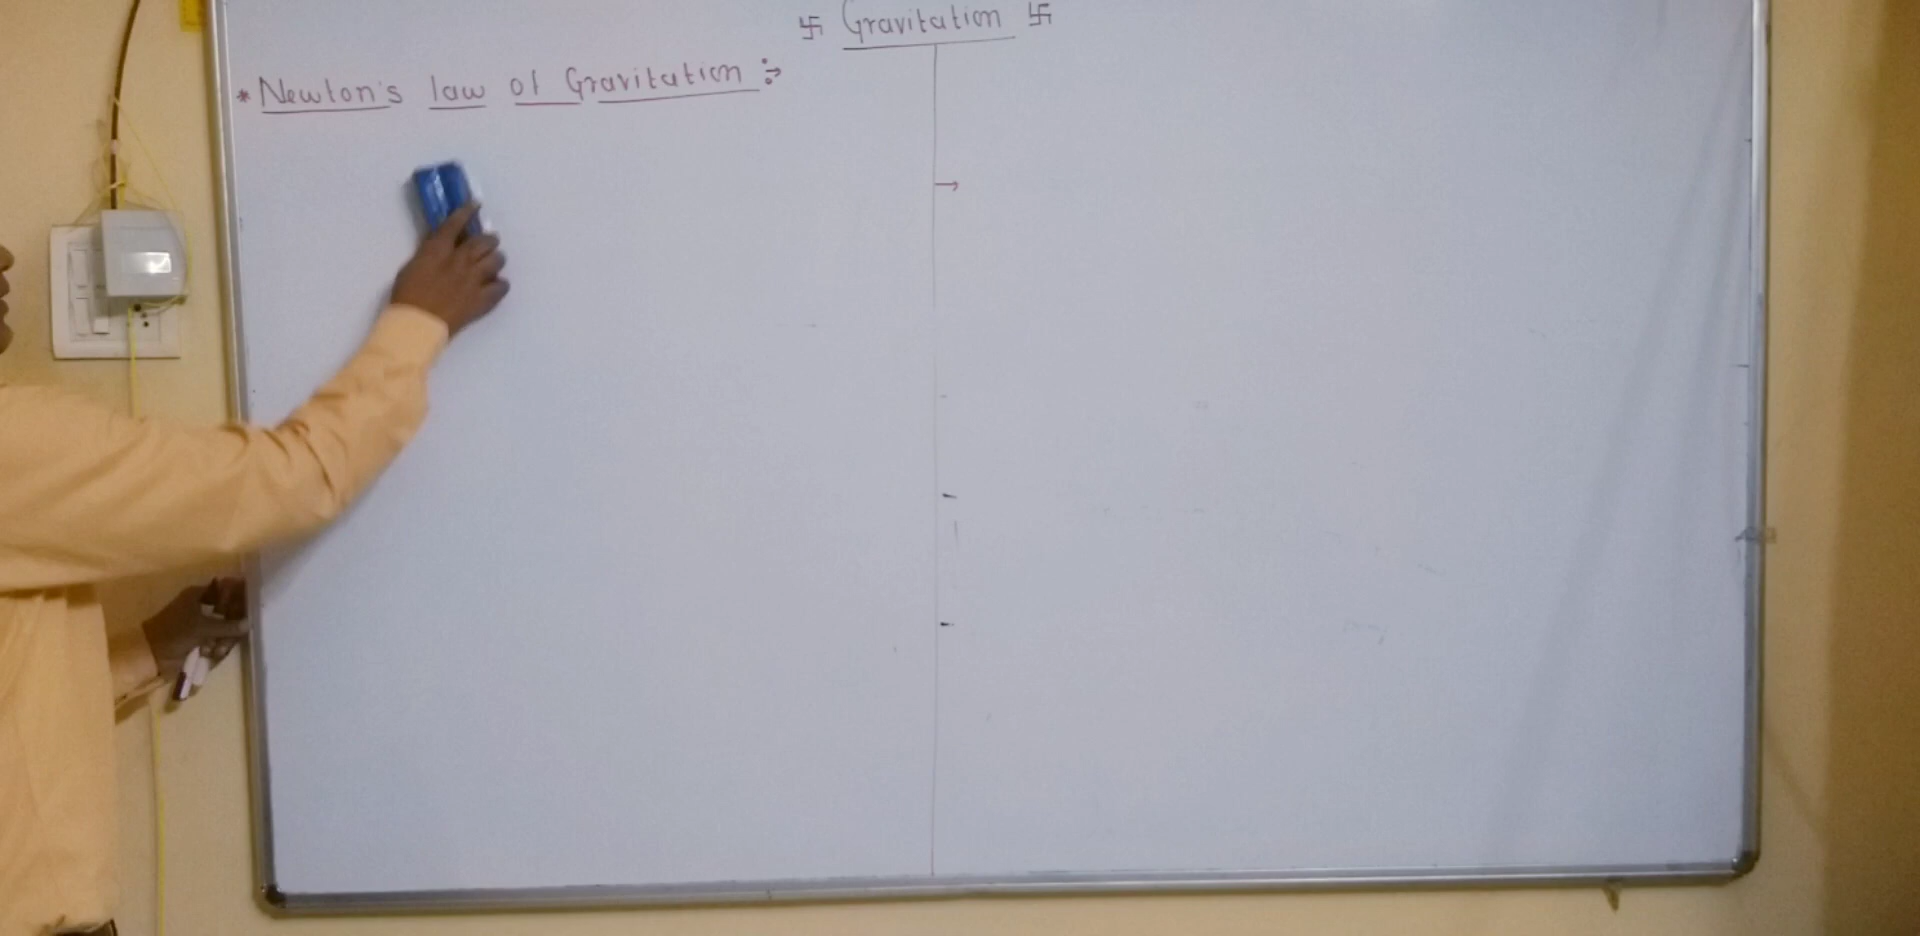 卐 Gravitation 卐
* Newton's law of Gravitation :→
→